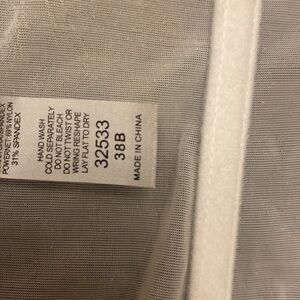 POWERNET: 69% NYLON
31% SPANDEX
HAND WASH
COLD SEPARATELY
DO NOT BLEACH
DO NOT TWIST OR
WRING RESHAPE
LAY FLAT TO DRY
32533
38B
MADE IN CHINA